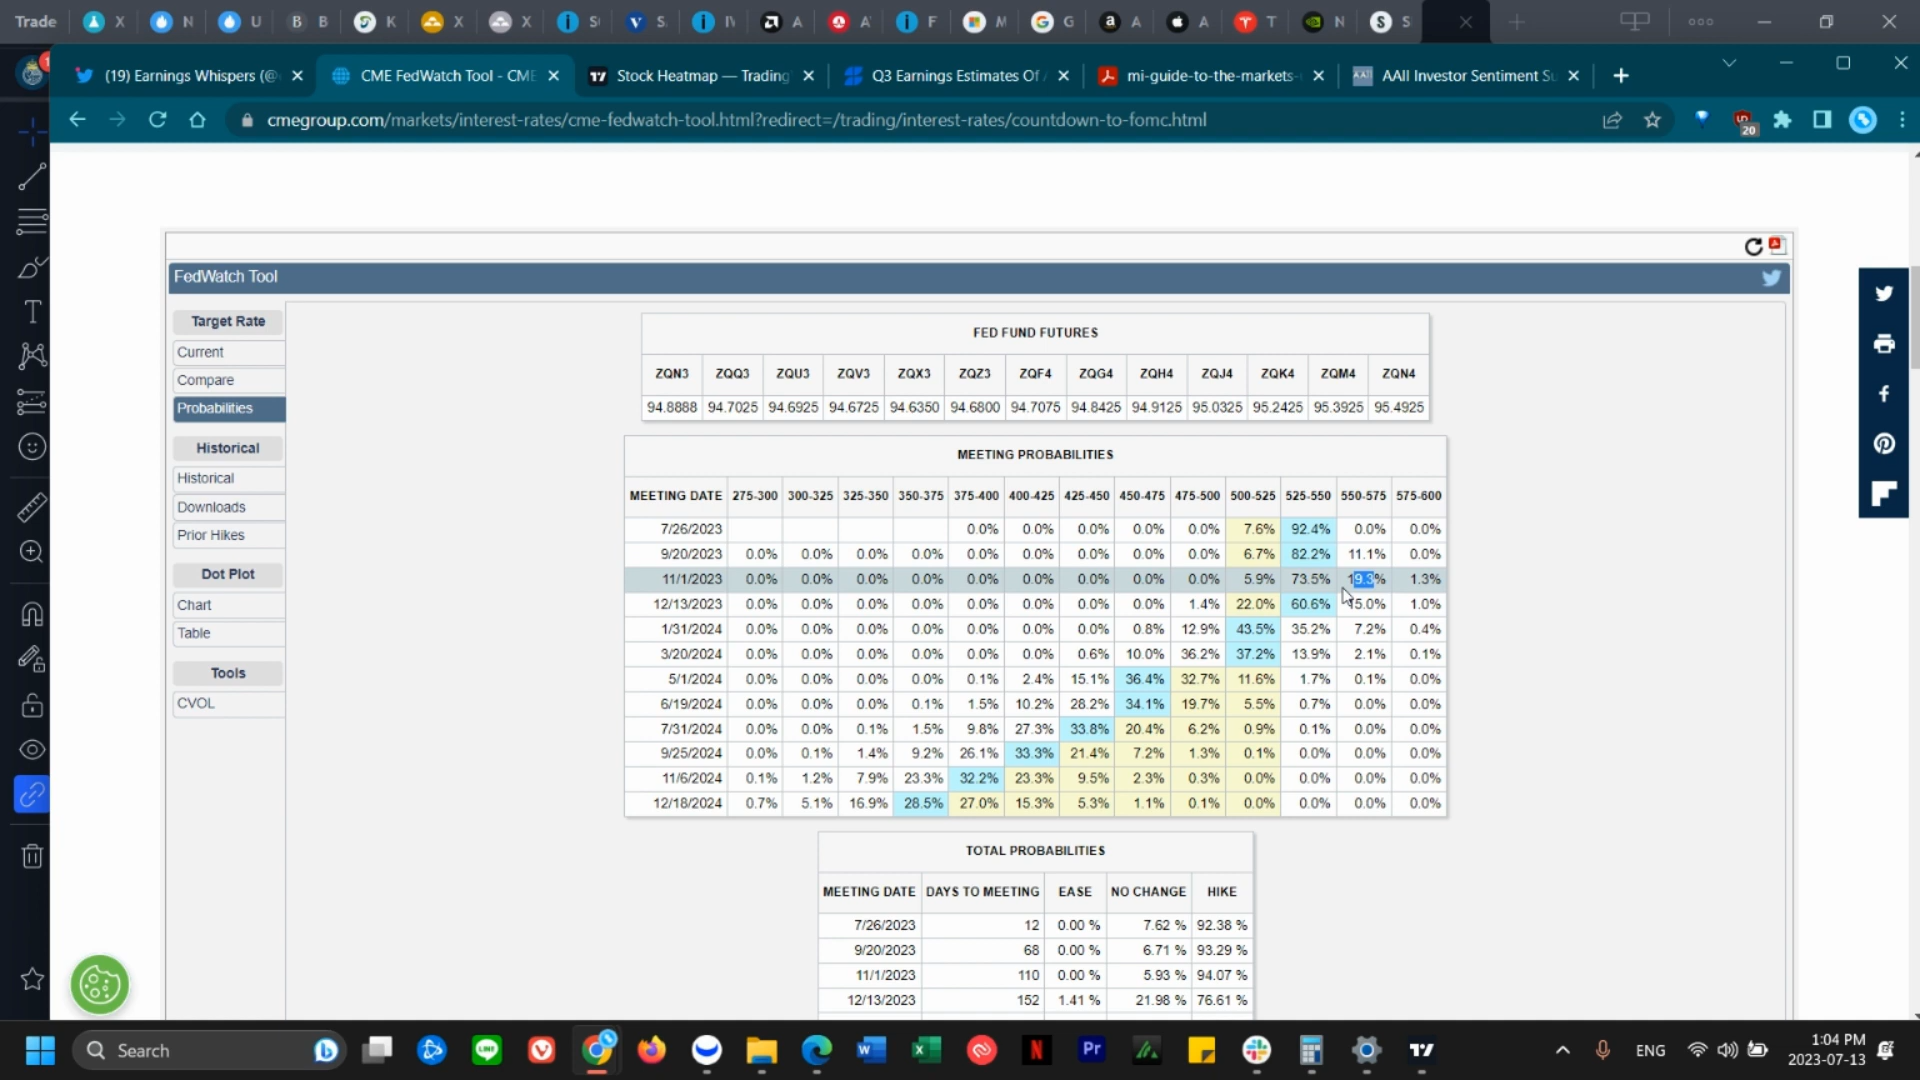 Trade X N U B B K X X S V S. I A A F M G A A T N S
(19) Earnings Whispers (@ CME FedWatch Tool - CME Stock Heatmap — Trading Q3 Earnings Estimates Of mi-guide-to-the-markets- AAII Investor Sentiment Su
cmegroup.com/markets/interest-rates/cme-fedwatch-tool.html?redirect=/trading/interest-rates/countdown-to-fomc.html 20
FedWatch Tool
Target Rate
Current
Compare
Probabilities
Historical
Historical
Downloads
Prior Hikes
Dot Plot
Chart
Table
Tools
CVOL
FED FUND FUTURES
ZQN3 ZQQ3 ZQU3 ZQV3 ZQX3 ZQZ3 ZQF4 ZQG4 ZQH4 ZQJ4 ZQK4 ZQM4 ZQN4
94.8888 94.7025 94.6925 94.6725 94.6350 94.6800 94.7075 94.8425 94.9125 95.0325 95.2425 95.3925 95.4925
MEETING PROBABILITIES
MEETING DATE 275-300 300-325 325-350 350-375 375-400 400-425 425-450 450-475 475-500 500-525 525-550 550-575 575-600
7/26/2023 0.0% 0.0% 0.0% 0.0% 0.0% 7.6% 92.4% 0.0% 0.0%
9/20/2023 0.0% 0.0% 0.0% 0.0% 0.0% 0.0% 0.0% 0.0% 0.0% 6.7% 82.2% 11.1% 0.0%
11/1/2023 0.0% 0.0% 0.0% 0.0% 0.0% 0.0% 0.0% 0.0% 0.0% 5.9% 73.5% 19.3% 1.3%
12/13/2023 0.0% 0.0% 0.0% 0.0% 0.0% 0.0% 0.0% 0.0% 1.4% 22.0% 60.6% 15.0% 1.0%
1/31/2024 0.0% 0.0% 0.0% 0.0% 0.0% 0.0% 0.0% 0.8% 12.9% 43.5% 35.2% 7.2% 0.4%
3/20/2024 0.0% 0.0% 0.0% 0.0% 0.0% 0.0% 0.6% 10.0% 36.2% 37.2% 13.9% 2.1% 0.1%
5/1/2024 0.0% 0.0% 0.0% 0.0% 0.1% 2.4% 15.1% 36.4% 32.7% 11.6% 1.7% 0.1% 0.0%
6/19/2024 0.0% 0.0% 0.0% 0.1% 1.5% 10.2% 28.2% 34.1% 19.7% 5.5% 0.7% 0.0% 0.0%
7/31/2024 0.0% 0.0% 0.1% 1.5% 9.8% 27.3% 33.8% 20.4% 6.2% 0.9% 0.1% 0.0% 0.0%
9/25/2024 0.0% 0.1% 1.4% 9.2% 26.1% 33.3% 21.4% 7.2% 1.3% 0.1% 0.0% 0.0% 0.0%
11/6/2024 0.1% 1.2% 7.9% 23.3% 32.2% 23.3% 9.5% 2.3% 0.3% 0.0% 0.0% 0.0% 0.0%
12/18/2024 0.7% 5.1% 16.9% 28.5% 27.0% 15.3% 5.3% 1.1% 0.1% 0.0% 0.0% 0.0% 0.0%
TOTAL PROBABILITIES
MEETING DATE DAYS TO MEETING EASE NO CHANGE HIKE
7/26/2023 12 0.00 % 7.62 % 92.38 %
9/20/2023 68 0.00 % 6.71 % 93.29 %
11/1/2023 110 0.00 % 5.93 % 94.07 %
12/13/2023 152 1.41 % 21.98 % 76.61 %
Search ENG 1:04 PM
2023-07-13